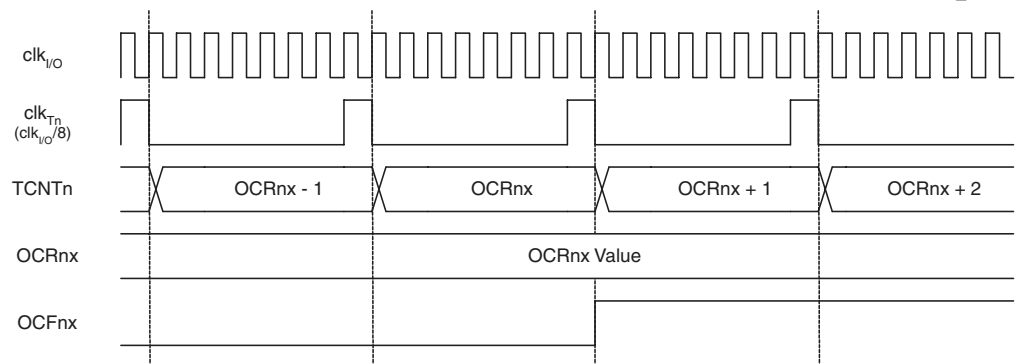 clkI/O
clkTn
(clkI/O/8)
TCNTn
OCRnx - 1
OCRnx
OCRnx + 1
OCRnx + 2
OCRnx
OCRnx Value
OCFnx